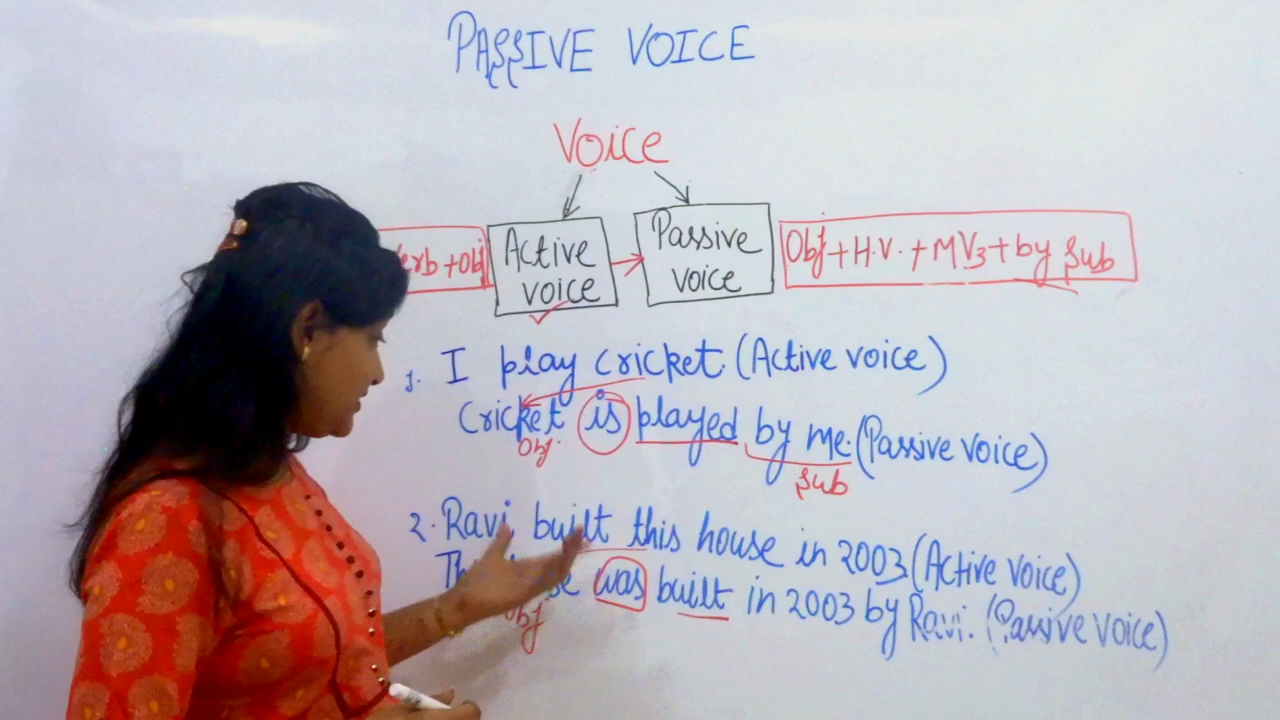 PASSIVE VOICE
Voice
+Obj
Active voice
Passive voice
Obj+H.V.+MV3+by Sub
1. I play cricket. (Active voice)
Cricket is played by me. (Passive voice)
Obj. Sub
2. Ravi built this house in 2003 (Active voice)
was built in 2003 by Ravi. (Passive voice)
Obj